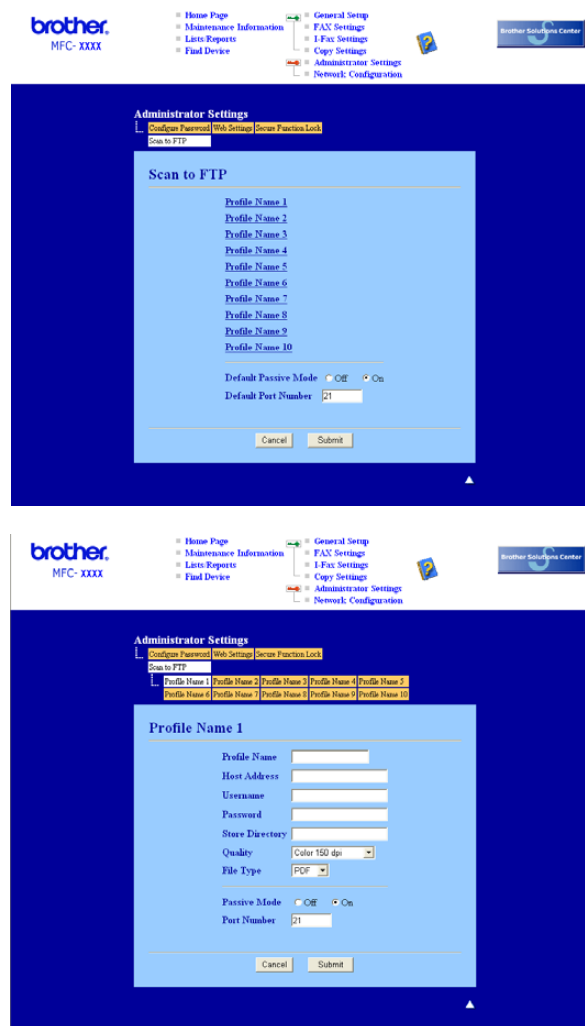 brother.
MFC- XXXX
Home Page
Maintenance Information
Lists/Reports
Find Device
General Setup
FAX Settings
I-Fax Settings
Copy Settings
Administrator Settings
Network Configuration
Brother Solutions Center
Administrator Settings
Configure Password Web Settings Secure Function Lock
Scan to FTP
Scan to FTP
Profile Name 1
Profile Name 2
Profile Name 3
Profile Name 4
Profile Name 5
Profile Name 6
Profile Name 7
Profile Name 8
Profile Name 9
Profile Name 10
Default Passive Mode Off On
Default Port Number 21
Cancel Submit
brother.
MFC- XXXX
Home Page
Maintenance Information
Lists/Reports
Find Device
General Setup
FAX Settings
I-Fax Settings
Copy Settings
Administrator Settings
Network Configuration
Brother Solutions Center
Administrator Settings
Configure Password Web Settings Secure Function Lock
Scan to FTP
Profile Name 1 Profile Name 2 Profile Name 3 Profile Name 4 Profile Name 5
Profile Name 6 Profile Name 7 Profile Name 8 Profile Name 9 Profile Name 10
Profile Name 1
Profile Name
Host Address
Username
Password
Store Directory
Quality Color 150 dpi
File Type PDF
Passive Mode Off On
Port Number 21
Cancel Submit